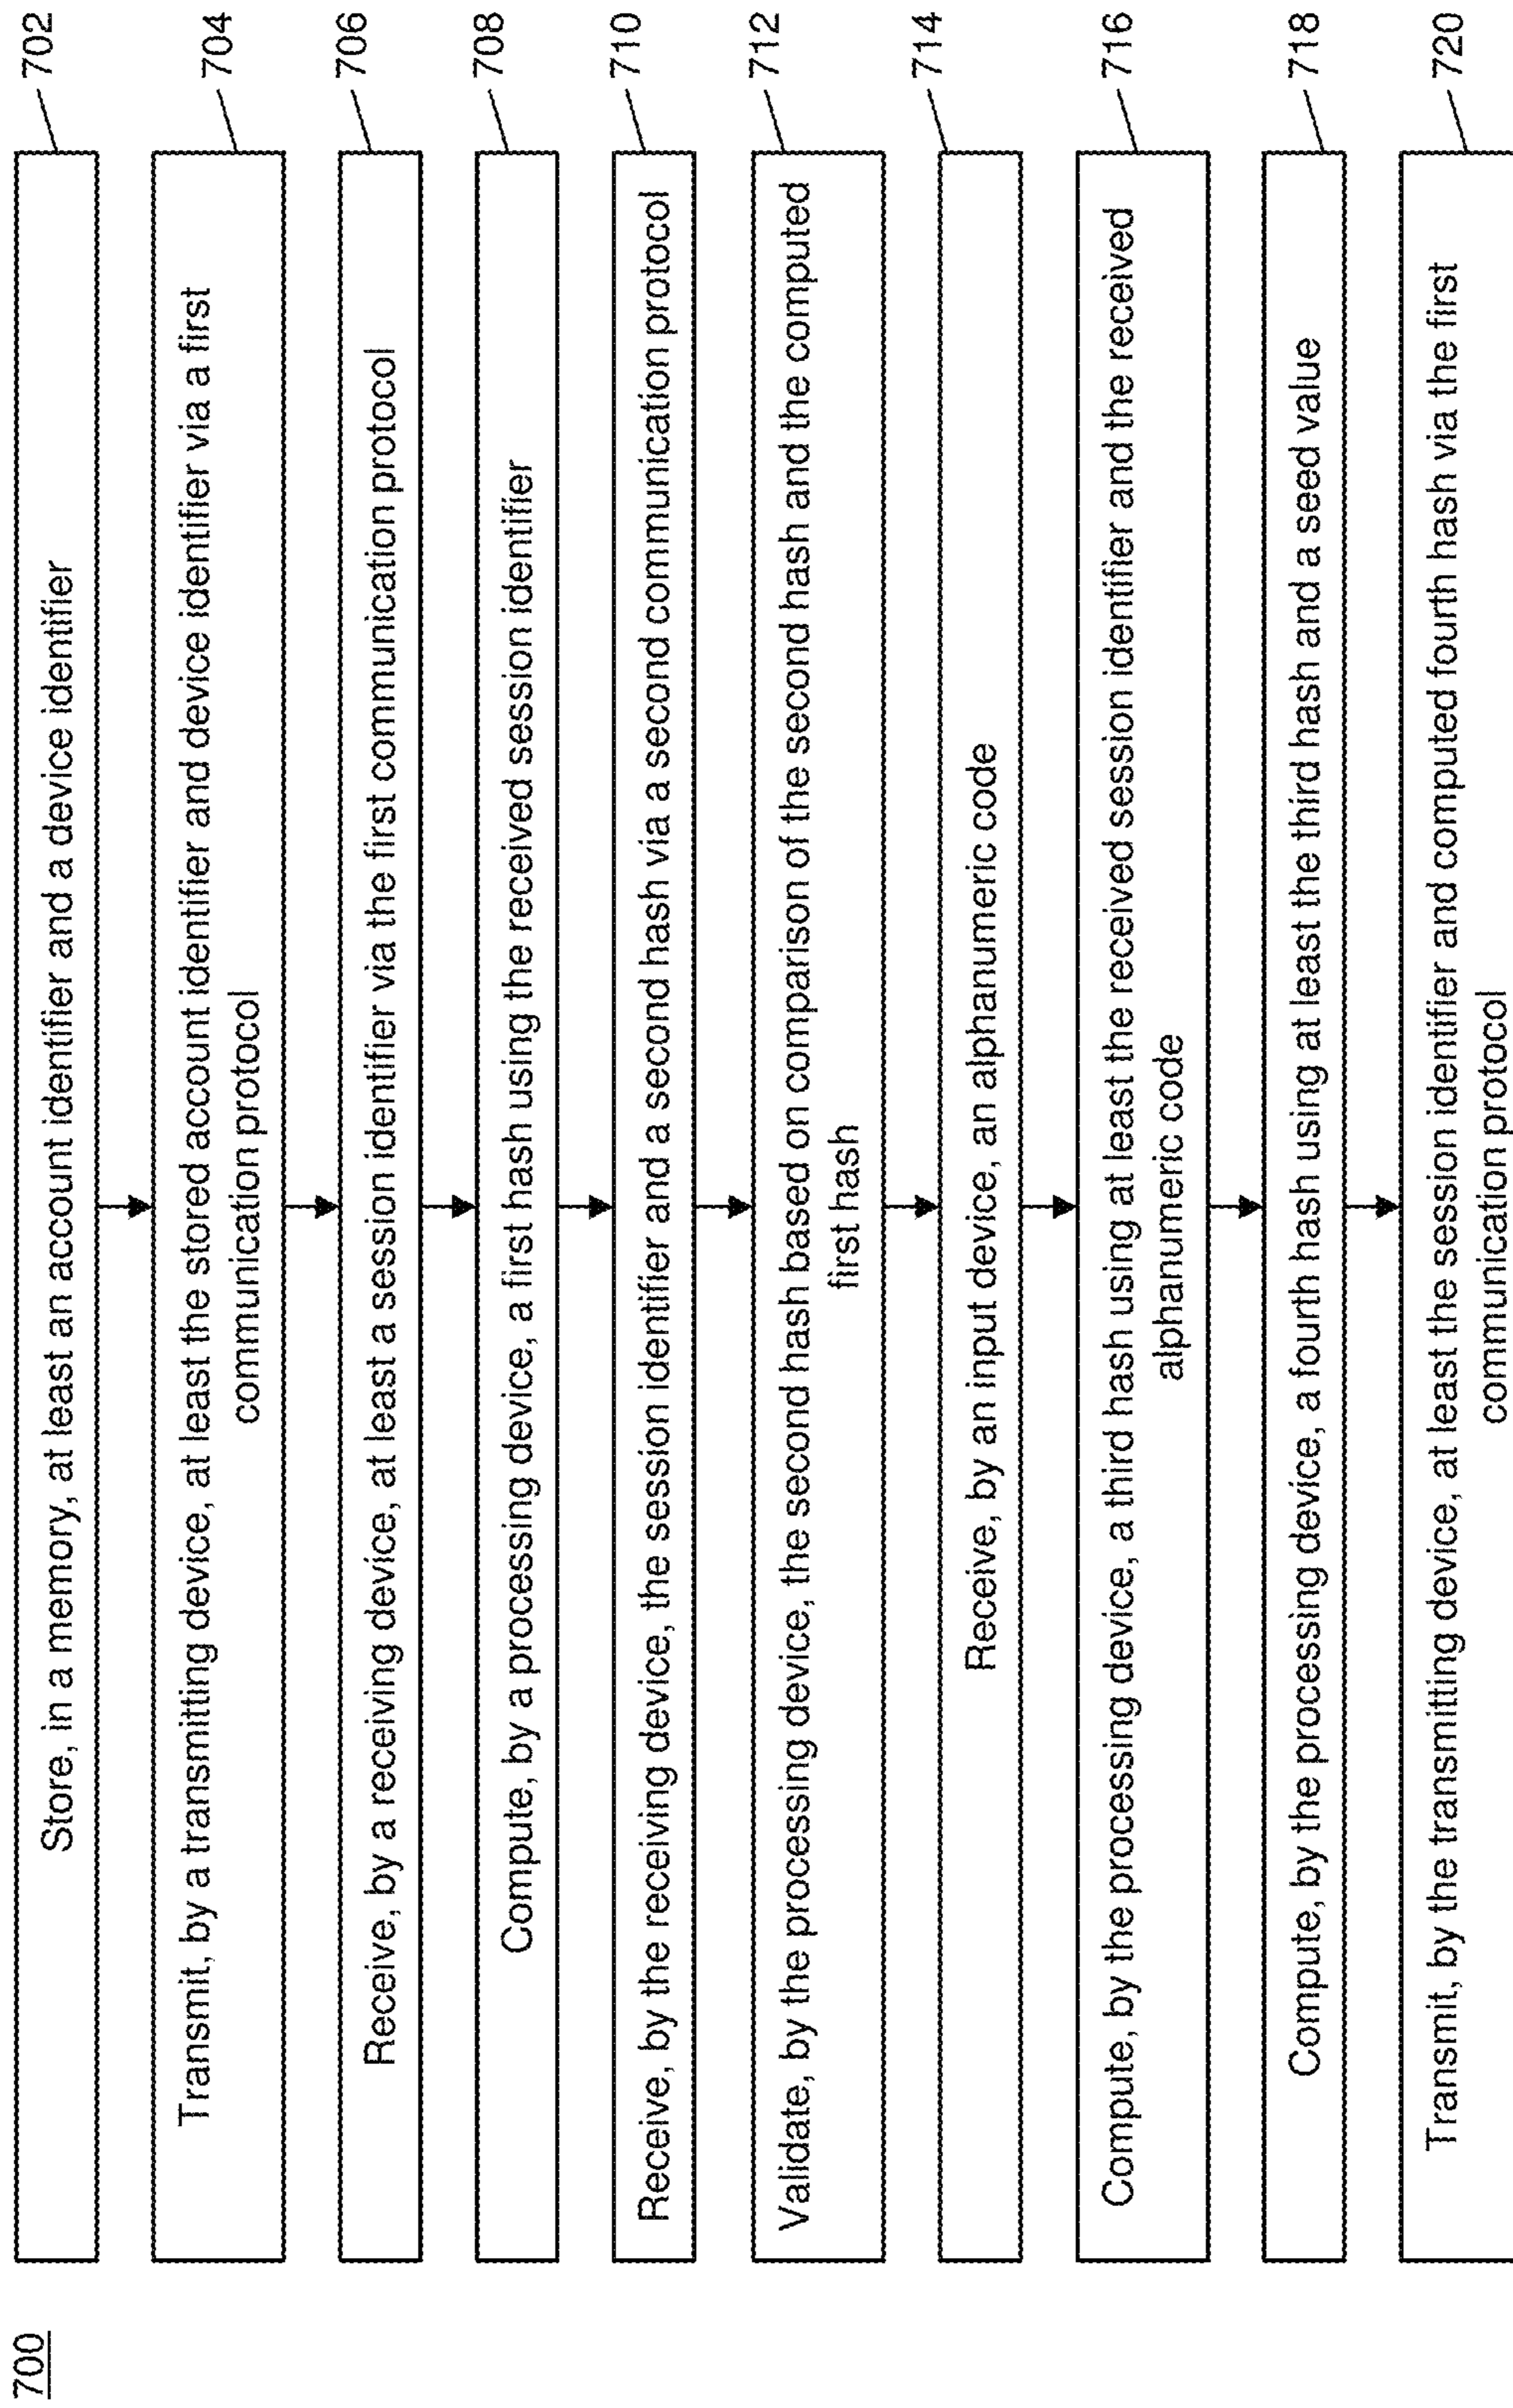 700
Store, in a memory, at least an account identifier and a device identifier
702
Transmit, by a transmitting device, at least the stored account identifier and device identifier via a first
communication protocol
704
Receive, by a receiving device, at least a session identifier via the first communication protocol
706
Compute, by a processing device, a first hash using the received session identifier
708
Receive, by the receiving device, the session identifier and a second hash via a second communication protocol
710
Validate, by the processing device, the second hash based on comparison of the second hash and the computed
first hash
712
Receive, by an input device, an alphanumeric code
714
Compute, by the processing device, a third hash using at least the received session identifier and the received
alphanumeric code
716
Compute, by the processing device, a fourth hash using at least the third hash and a seed value
718
Transmit, by the transmitting device, at least the session identifier and computed fourth hash via the first
communication protocol
720